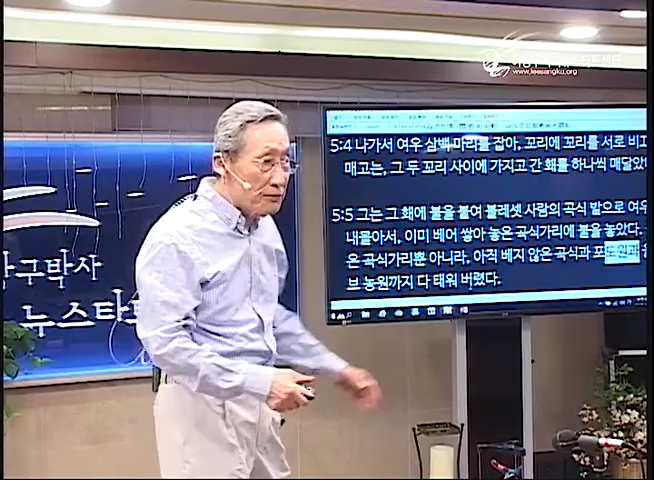 www.leesangku.org
5:4 나가서 여우 삼백 마리를 잡아, 꼬리에 꼬리를 서로 비끄
매고는, 그 두 꼬리 사이에 가지고 간 홰를 하나씩 매달았
5:5 그는 그 홰에 불을 붙여 블레셋 사람의 곡식 밭으로 여우
내몰아서, 이미 베어 쌓아 놓은 곡식가리에 불을 놓았다.
은 곡식가리뿐 아니라, 아직 베지 않은 곡식과 포도원과
브 농원까지 다 태워 버렸다.
상구박사
뉴스타트